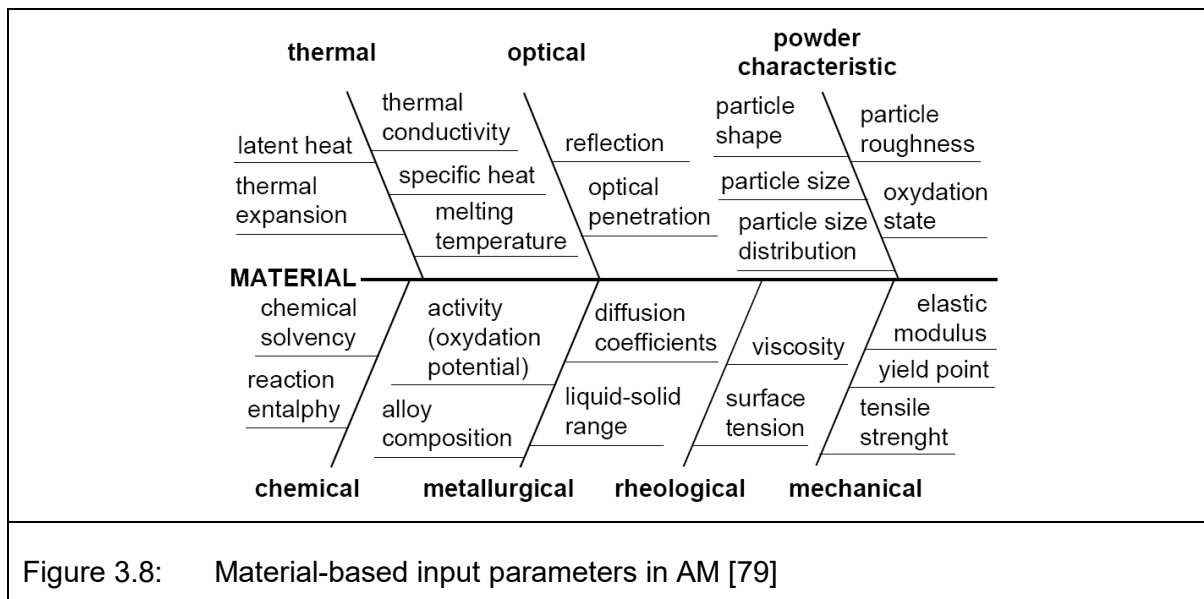 thermal
optical
powder
characteristic
latent heat
thermal
expansion
thermal
conductivity
specific heat
melting
temperature
reflection
optical
penetration
particle
shape
particle size
particle size
distribution
particle
roughness
oxydation
state
MATERIAL
chemical
solvency
reaction
entalphy
activity
(oxydation
potential)
alloy
composition
diffusion
coefficients
liquid-solid
range
viscosity
surface
tension
elastic
modulus
yield point
tensile
strenght
chemical
metallurgical
rheological
mechanical
Figure 3.8: Material-based input parameters in AM [79]